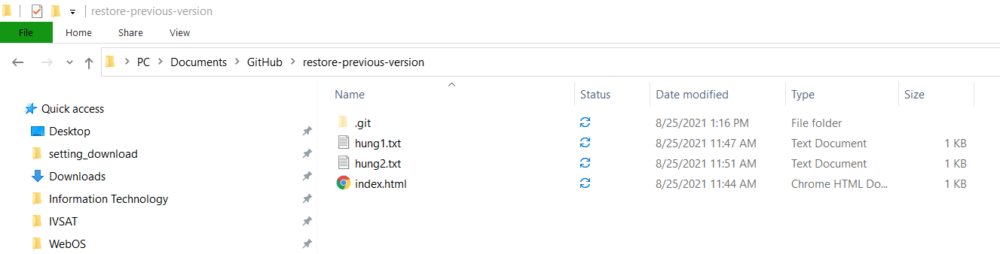 restore-previous-version
File Home Share View
PC Documents GitHub restore-previous-version
Name Status Date modified Type Size
Quick access
Desktop
setting_download
Downloads
Information Technology
IVSAT
WebOS
.git 8/25/2021 1:16 PM File folder
hung1.txt 8/25/2021 11:47 AM Text Document 1 KB
hung2.txt 8/25/2021 11:51 AM Text Document 1 KB
index.html 8/25/2021 11:44 AM Chrome HTML Do... 1 KB